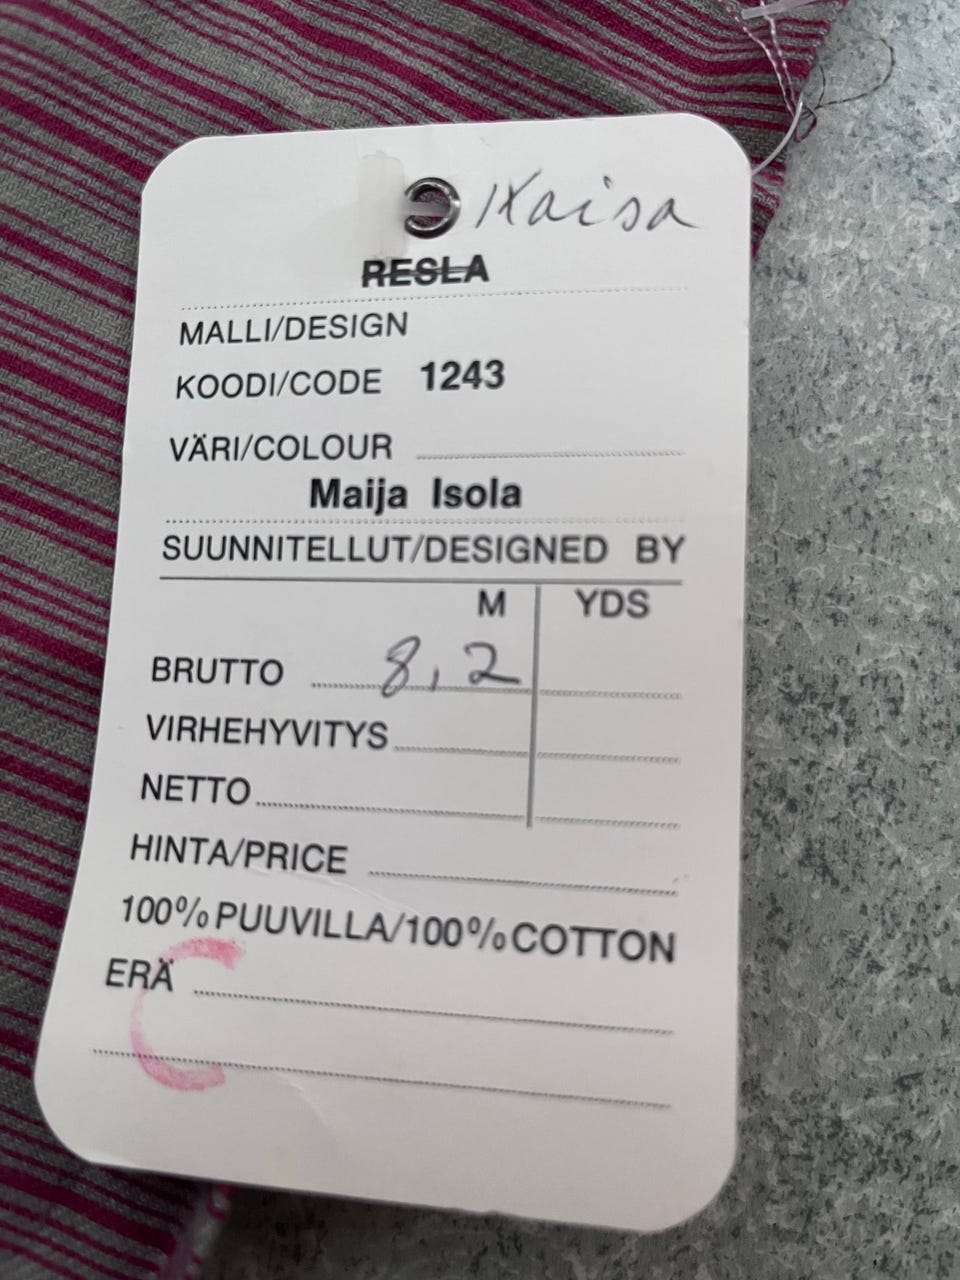 Kaisa
RESLA
MALLI/DESIGN
KOODI/CODE 1243
VÄRI/COLOUR
Maija Isola
SUUNNITELLUT/DESIGNED BY
M YDS
BRUTTO 8,2
VIRHEHYVITYS
NETTO
HINTA/PRICE
100% PUUVILLA/100% COTTON
ERÄ